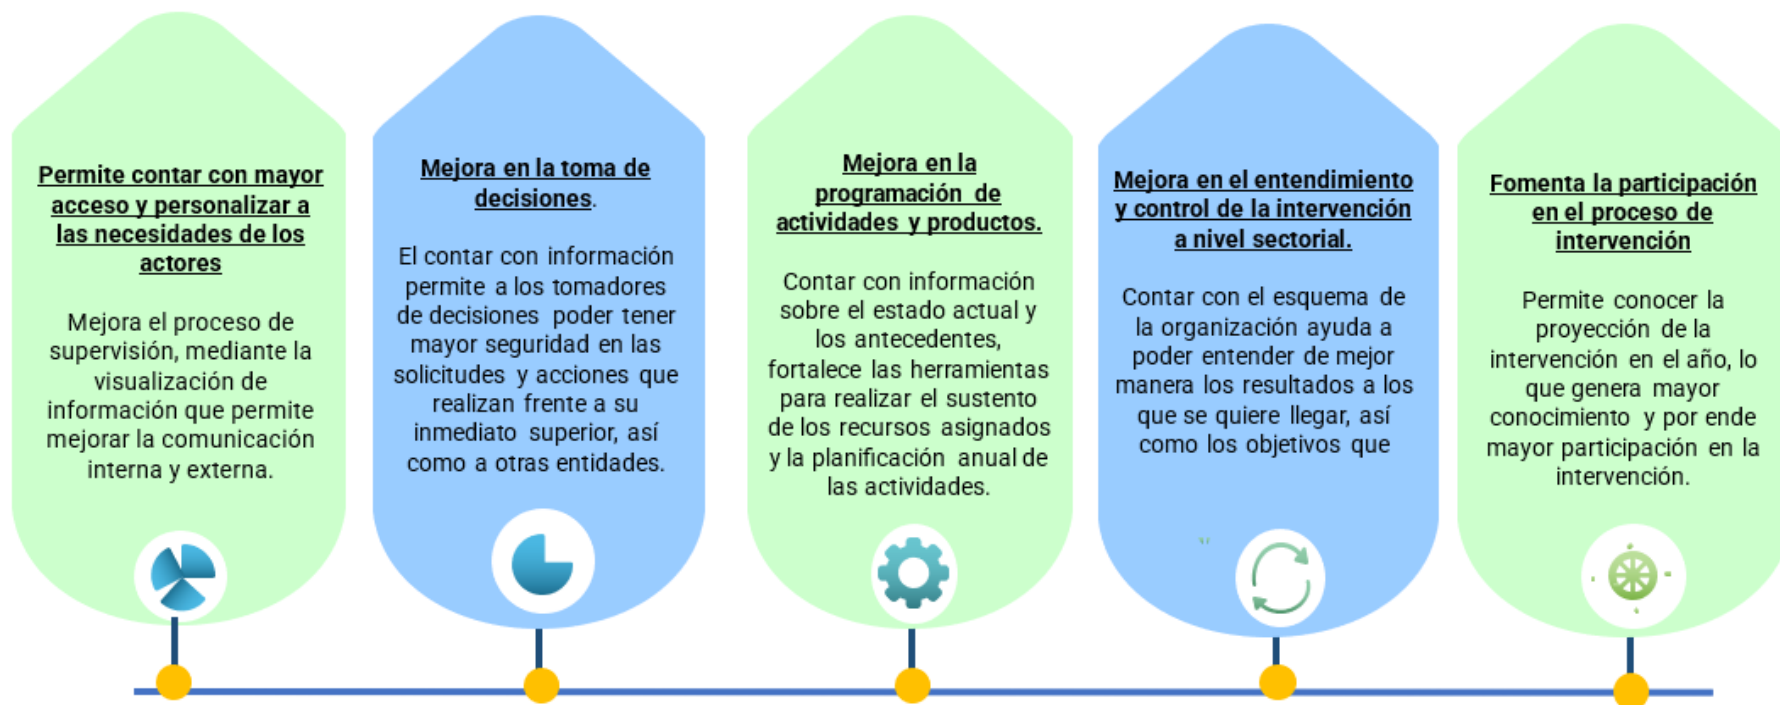 Permite contar con mayor
acceso y personalizar a
las necesidades de los
actores
Mejora el proceso de
supervisión, mediante la
visualización de
información que permite
mejorar la comunicación
interna y externa.
Mejora en la toma de
decisiones.
El contar con información
permite a los tomadores
de decisiones poder tener
mayor seguridad en las
solicitudes y acciones que
realizan frente a su
inmediato superior, así
como a otras entidades.
Mejora en la
programación de
actividades y productos.
Contar con información
sobre el estado actual y
los antecedentes,
fortalece las herramientas
para realizar el sustento
de los recursos asignados
y la planificación anual de
las actividades.
Mejora en el entendimiento
y control de la intervención
a nivel sectorial.
Contar con el esquema de
la organización ayuda a
poder entender de mejor
manera los resultados a los
que se quiere llegar, así
como los objetivos que
Fomenta la participación
en el proceso de
intervención
Permite conocer la
proyección de la
intervención en el año, lo
que genera mayor
conocimiento y por ende
mayor participación en la
intervención.